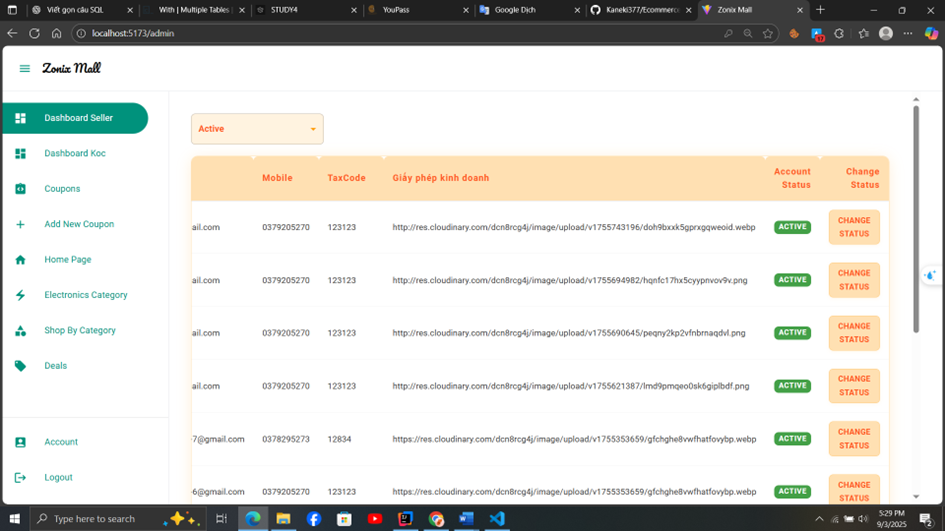 Viết gọn câu SQL
With | Multiple Tables
STUDY4
YouPass
Google Dịch
Kaneki377/Ecommerc
Zonix Mall
localhost:5173/admin
Zonix Mall
Dashboard Seller
Dashboard Koc
Coupons
Add New Coupon
Home Page
Electronics Category
Shop By Category
Deals
Account
Logout
Active
Mobile TaxCode Giấy phép kinh doanh Account Status Change Status
ail.com 0379205270 123123 http://res.cloudinary.com/dcn8rcg4j/image/upload/v1755743196/doh9bxxk5gprxgqweoid.webp ACTIVE CHANGE STATUS
ail.com 0379205270 123123 http://res.cloudinary.com/dcn8rcg4j/image/upload/v1755694982/hqnfc17hx5cyypnvov9v.png ACTIVE CHANGE STATUS
ail.com 0379205270 123123 http://res.cloudinary.com/dcn8rcg4j/image/upload/v1755690645/peqny2kp2vfnbrnaqdvl.png ACTIVE CHANGE STATUS
ail.com 0379205270 123123 http://res.cloudinary.com/dcn8rcg4j/image/upload/v1755621387/lmd9pmqeo0sk6giplbdf.png ACTIVE CHANGE STATUS
7@gmail.com 0378295273 12834 https://res.cloudinary.com/dcn8rcg4j/image/upload/v1755353659/gfchghe8vwfhatfovybp.webp ACTIVE CHANGE STATUS
6@gmail.com 0379205270 123123 https://res.cloudinary.com/dcn8rcg4j/image/upload/v1755353659/gfchghe8vwfhatfovybp.webp ACTIVE CHANGE STATUS
Type here to search
5:29 PM
9/3/2025